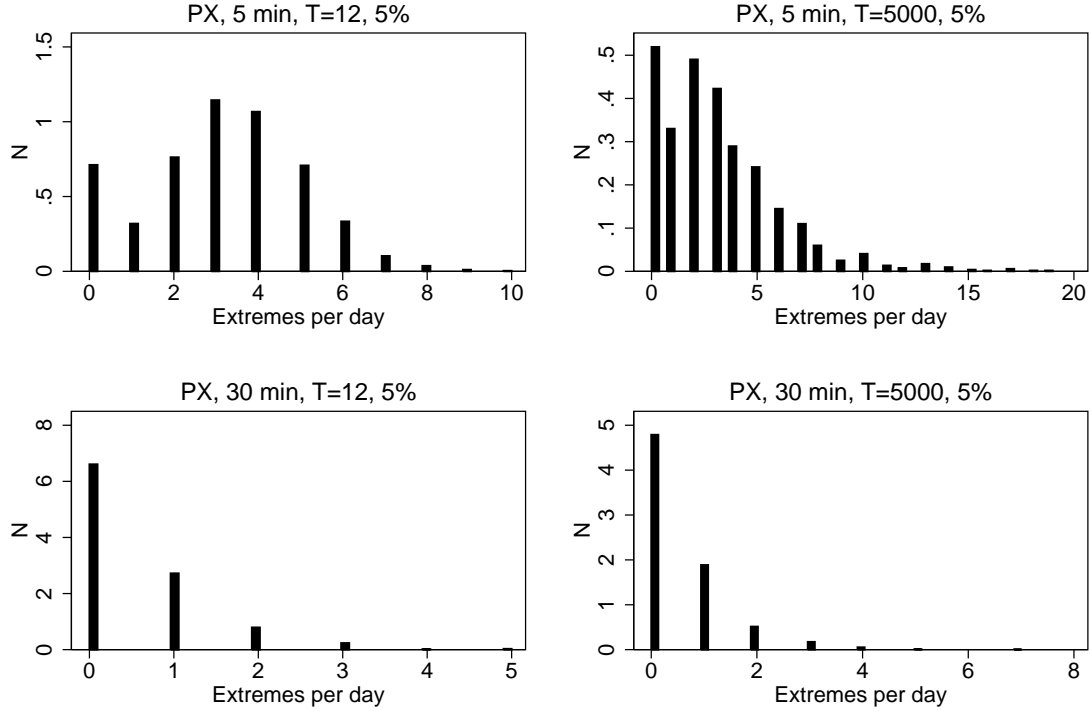 PX, 5 min, T=12, 5%
1.5
1
.5
0
N
0 2 4 6 8 10
Extremes per day
PX, 5 min, T=5000, 5%
.5
.4
.3
.2
.1
0
N
0 5 10 15 20
Extremes per day
PX, 30 min, T=12, 5%
8
6
4
2
0
N
0 1 2 3 4 5
Extremes per day
PX, 30 min, T=5000, 5%
5
4
3
2
1
0
N
0 2 4 6 8
Extremes per day